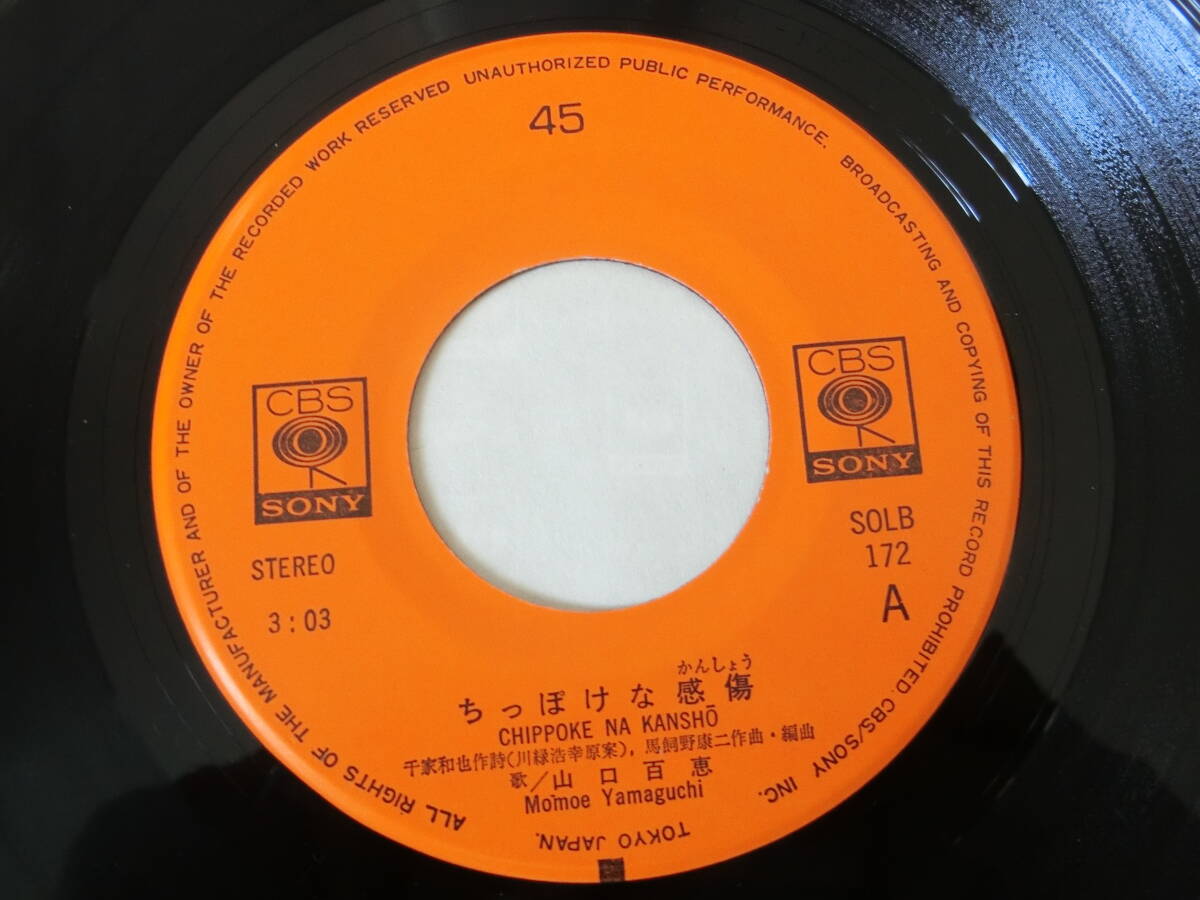 ALL RIGHTS OF THE MANUFACTURER AND OF THE OWNER OF THE RECORDED WORK RESERVED UNAUTHORIZED PUBLIC PERFORMANCE. BROADCASTING AND COPYING OF THIS RECORD PROHIBITED. CBS/SONY INC.
TOKYO JAPAN.
45
CBS
SONY
CBS
SONY
STEREO
3:03
SOLB
172
A
かんしょう
ちっぽけな感傷
CHIPPOKE NA KANSHŌ
千家和也作詩(川縁浩幸原案), 馬飼野康二作曲・編曲
歌/山口百恵
Momoe Yamaguchi